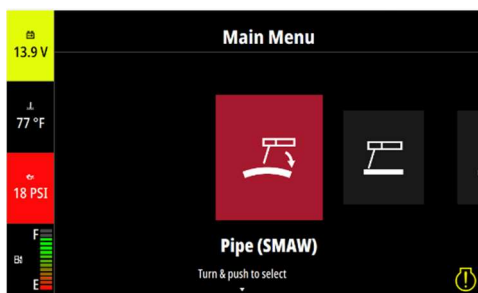 Main Menu
13.9 V
77 °F
18 PSI
F
E
Pipe (SMAW)
Turn & push to select